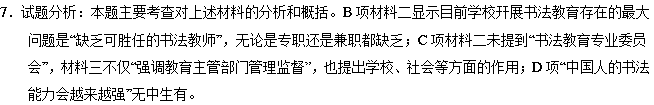 7．试题分析：本题主要考查对上述材料的分析和概括。B 项材料二显示目前学校开展书法教育存在的最大
问题是“缺乏可胜任的书法教师”，无论是专职还是兼职都缺乏；C 项材料二未提到“书法教育专业委员
会”，材料三不仅“强调教育主管部门管理监督”，也提出学校、社会等方面的作用；D 项“中国人的书法
能力会越来越强”无中生有。